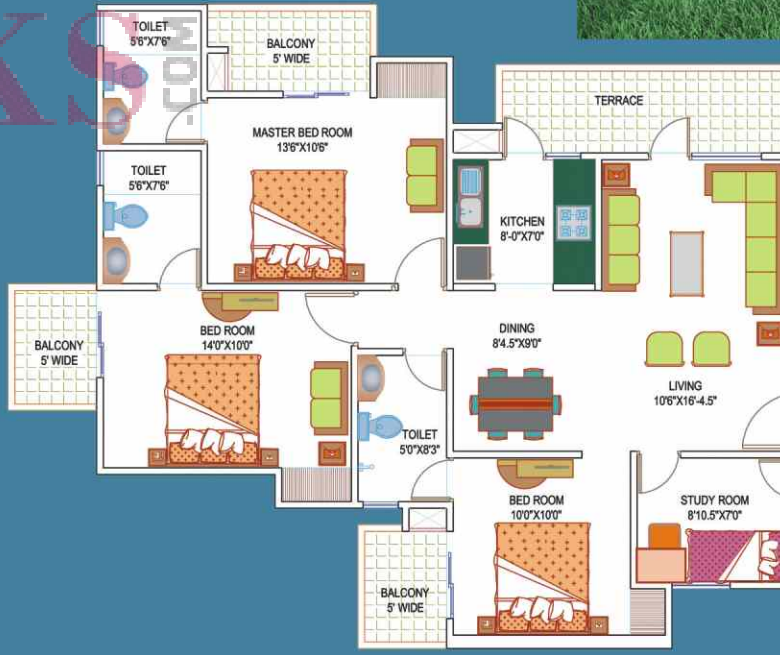 KS
.COM
TOILET
5'6"X7'6"
BALCONY
5' WIDE
TERRACE
MASTER BED ROOM
13'6"X10'6"
TOILET
5'6"X7'6"
KITCHEN
8'-0"X7'0"
BALCONY
5' WIDE
BED ROOM
14'0"X10'0"
DINING
8'4.5"X9'0"
LIVING
10'6"X16'-4.5"
TOILET
5'0"X8'3"
BED ROOM
10'0"X10'0"
STUDY ROOM
8'10.5"X7'0"
BALCONY
5' WIDE